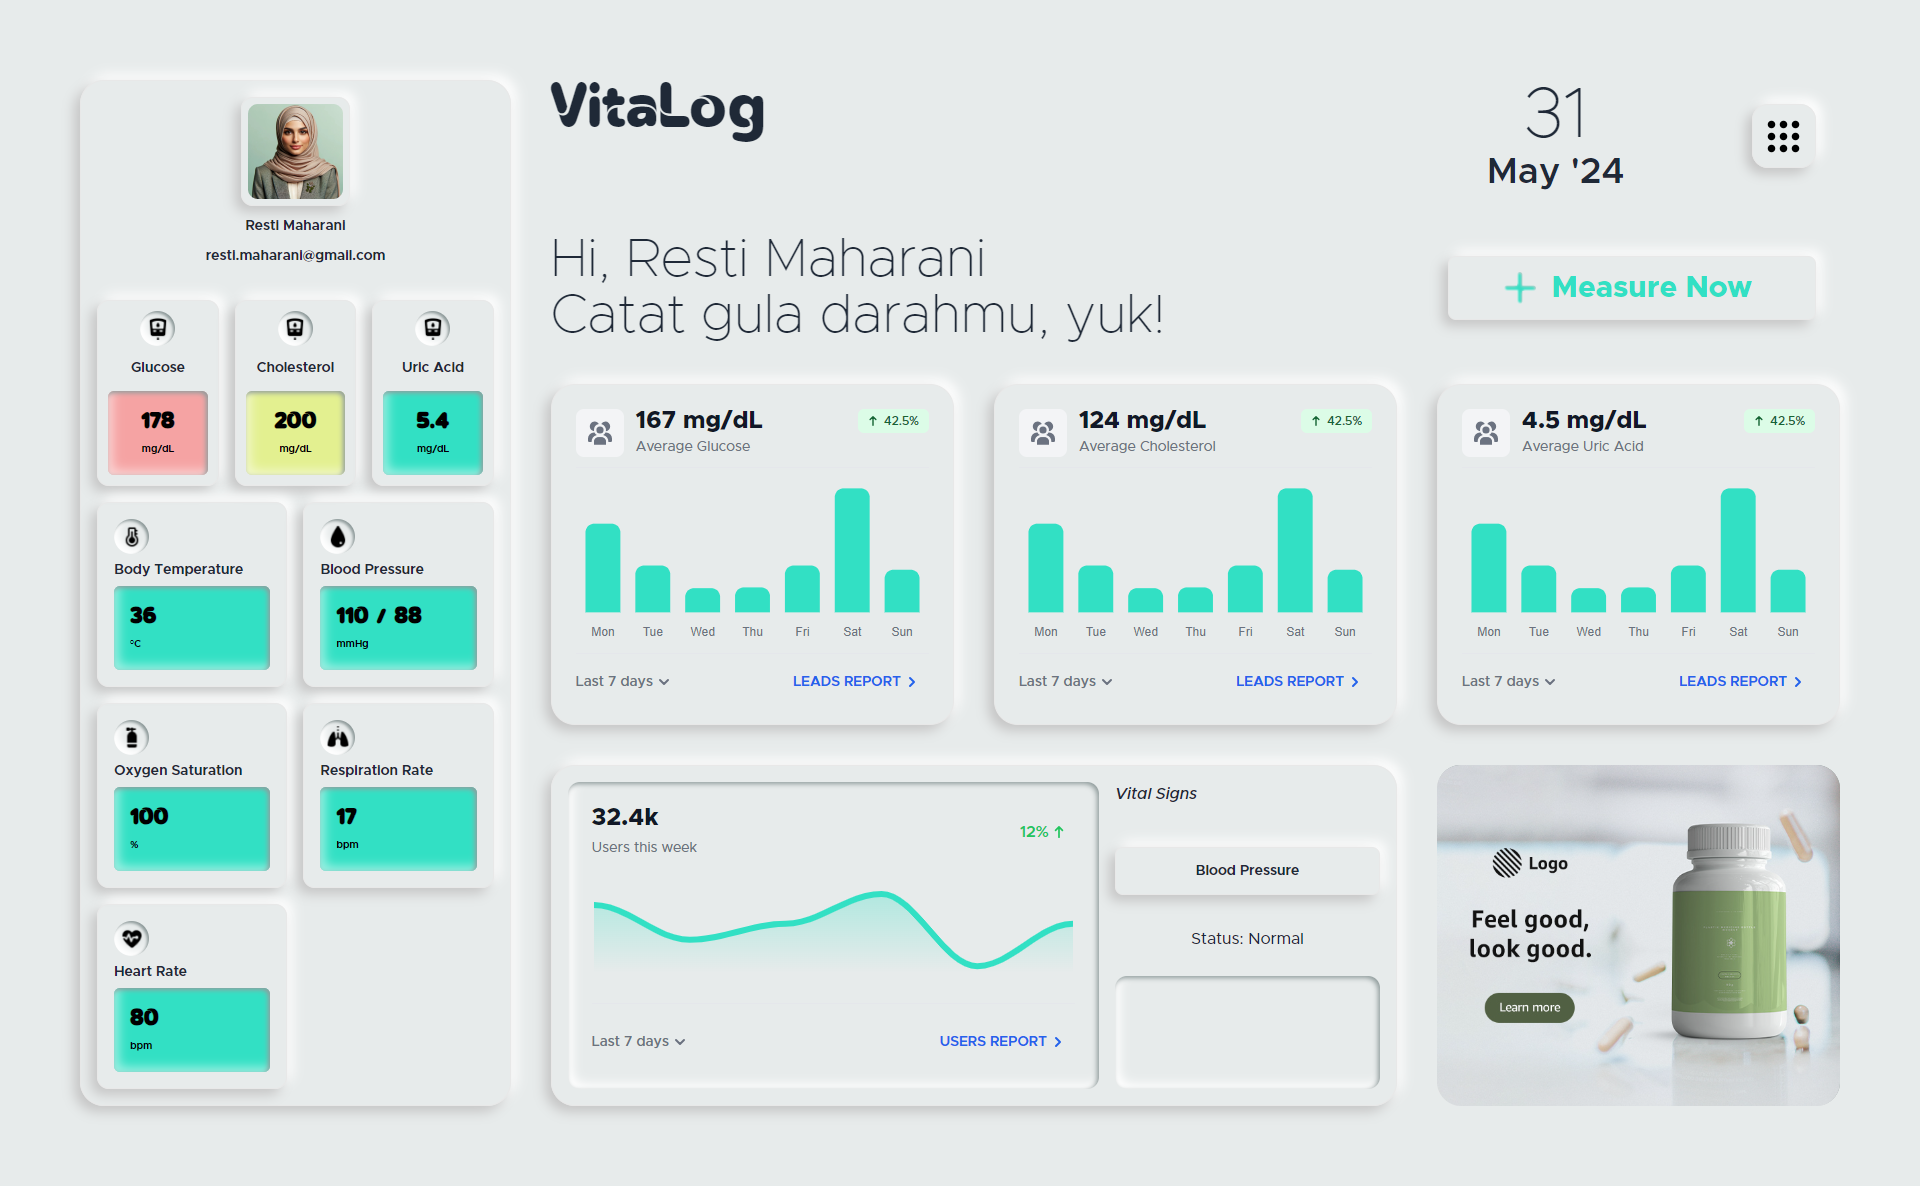 Resti Maharani
resti.maharani@gmail.com
Glucose
178
mg/dL
Cholesterol
200
mg/dL
Uric Acid
5.4
mg/dL
Body Temperature
36
°C
Blood Pressure
110 / 88
mmHg
Oxygen Saturation
100
%
Respiration Rate
17
bpm
Heart Rate
80
bpm
VitaLog
31
May '24
Hi, Resti Maharani
Catat gula darahmu, yuk!
Measure Now
167 mg/dL
Average Glucose
42.5%
Mon Tue Wed Thu Fri Sat Sun
Last 7 days
LEADS REPORT
124 mg/dL
Average Cholesterol
42.5%
Mon Tue Wed Thu Fri Sat Sun
Last 7 days
LEADS REPORT
4.5 mg/dL
Average Uric Acid
42.5%
Mon Tue Wed Thu Fri Sat Sun
Last 7 days
LEADS REPORT
32.4k
Users this week
12%
Last 7 days
USERS REPORT
Vital Signs
Blood Pressure
Status: Normal
Logo
Feel good,
look good.
Learn more